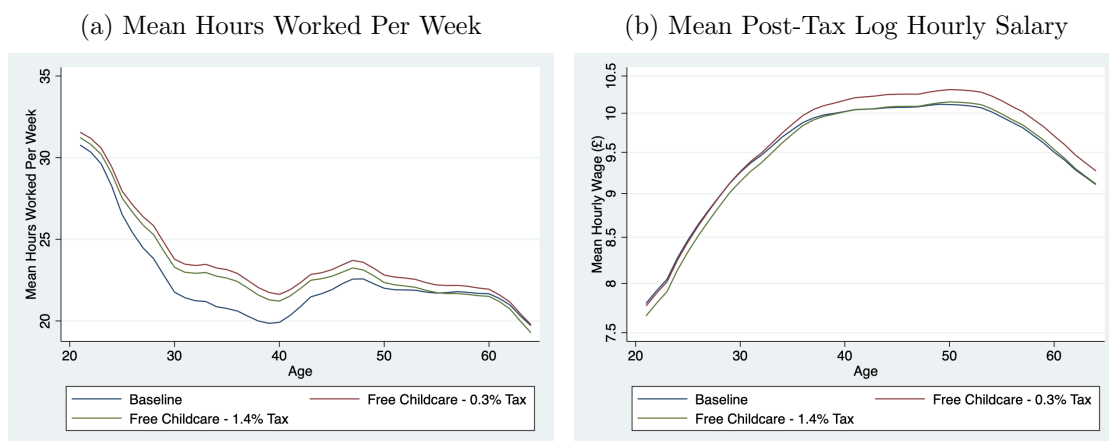 (a) Mean Hours Worked Per Week
Mean Hours Worked Per Week
35
30
25
20
20 30 40 50 60
Age
Baseline
Free Childcare - 0.3% Tax
Free Childcare - 1.4% Tax
(b) Mean Post-Tax Log Hourly Salary
Mean Hourly Wage (£)
10.5
10
9.5
9
8.5
8
7.5
20 30 40 50 60
Age
Baseline
Free Childcare - 0.3% Tax
Free Childcare - 1.4% Tax